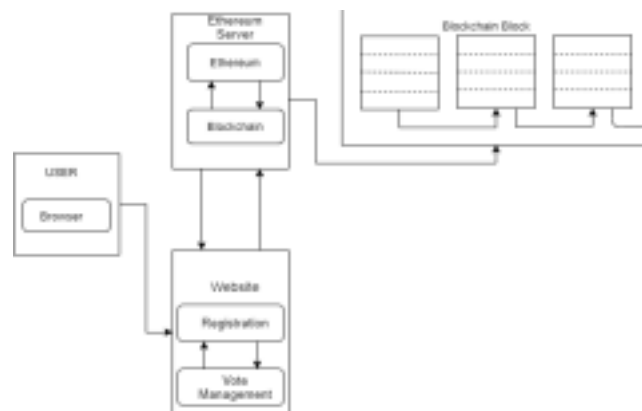 Ethereum
Server
Ethereum
Blockchain
Blockchain Block
USER
Browser
Website
Registration
Vote
Management